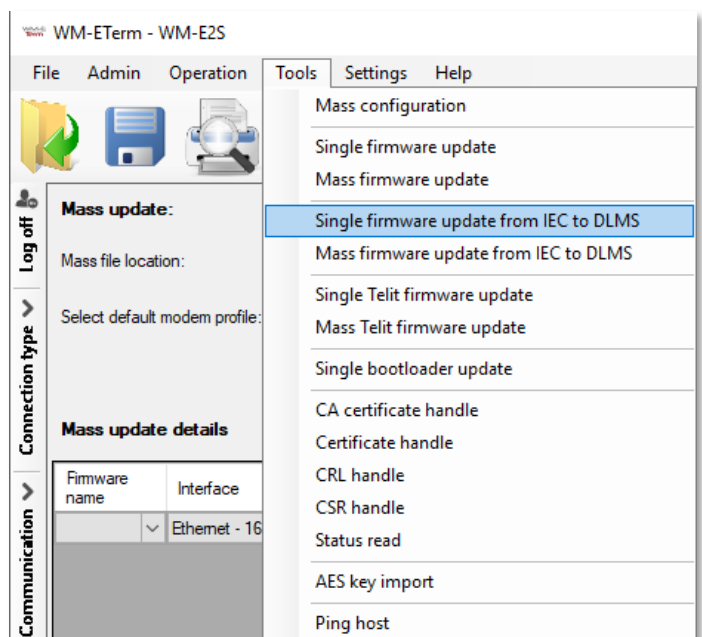 WM-E Term WM-ETerm - WM-E2S
File Admin Operation Tools Settings Help
Mass configuration
Single firmware update
Mass firmware update
Single firmware update from IEC to DLMS
Mass firmware update from IEC to DLMS
Single Telit firmware update
Mass Telit firmware update
Single bootloader update
CA certificate handle
Certificate handle
CRL handle
CSR handle
Status read
AES key import
Ping host
Log off
Connection type
Communication
Mass update:
Mass file location:
Select default modem profile:
Mass update details
Firmware
name
Interface
Ethernet - 16